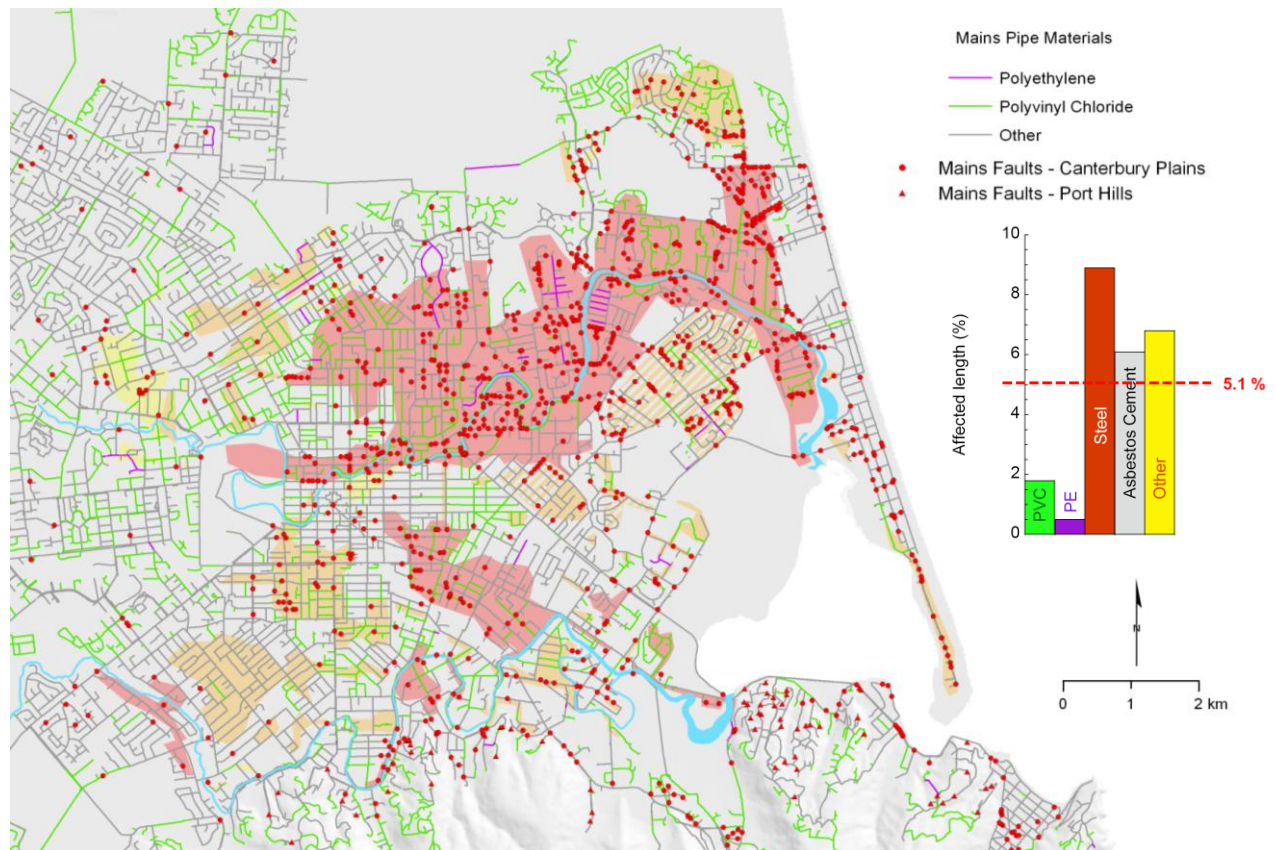 Mains Pipe Materials
Polyethylene
Polyvinyl Chloride
Other
Mains Faults - Canterbury Plains
Mains Faults - Port Hills
10
8
6
4
2
0
Affected length (%)
PVC
PE
Steel
Asbestos Cement
Other
5.1 %
N
0 1 2 km